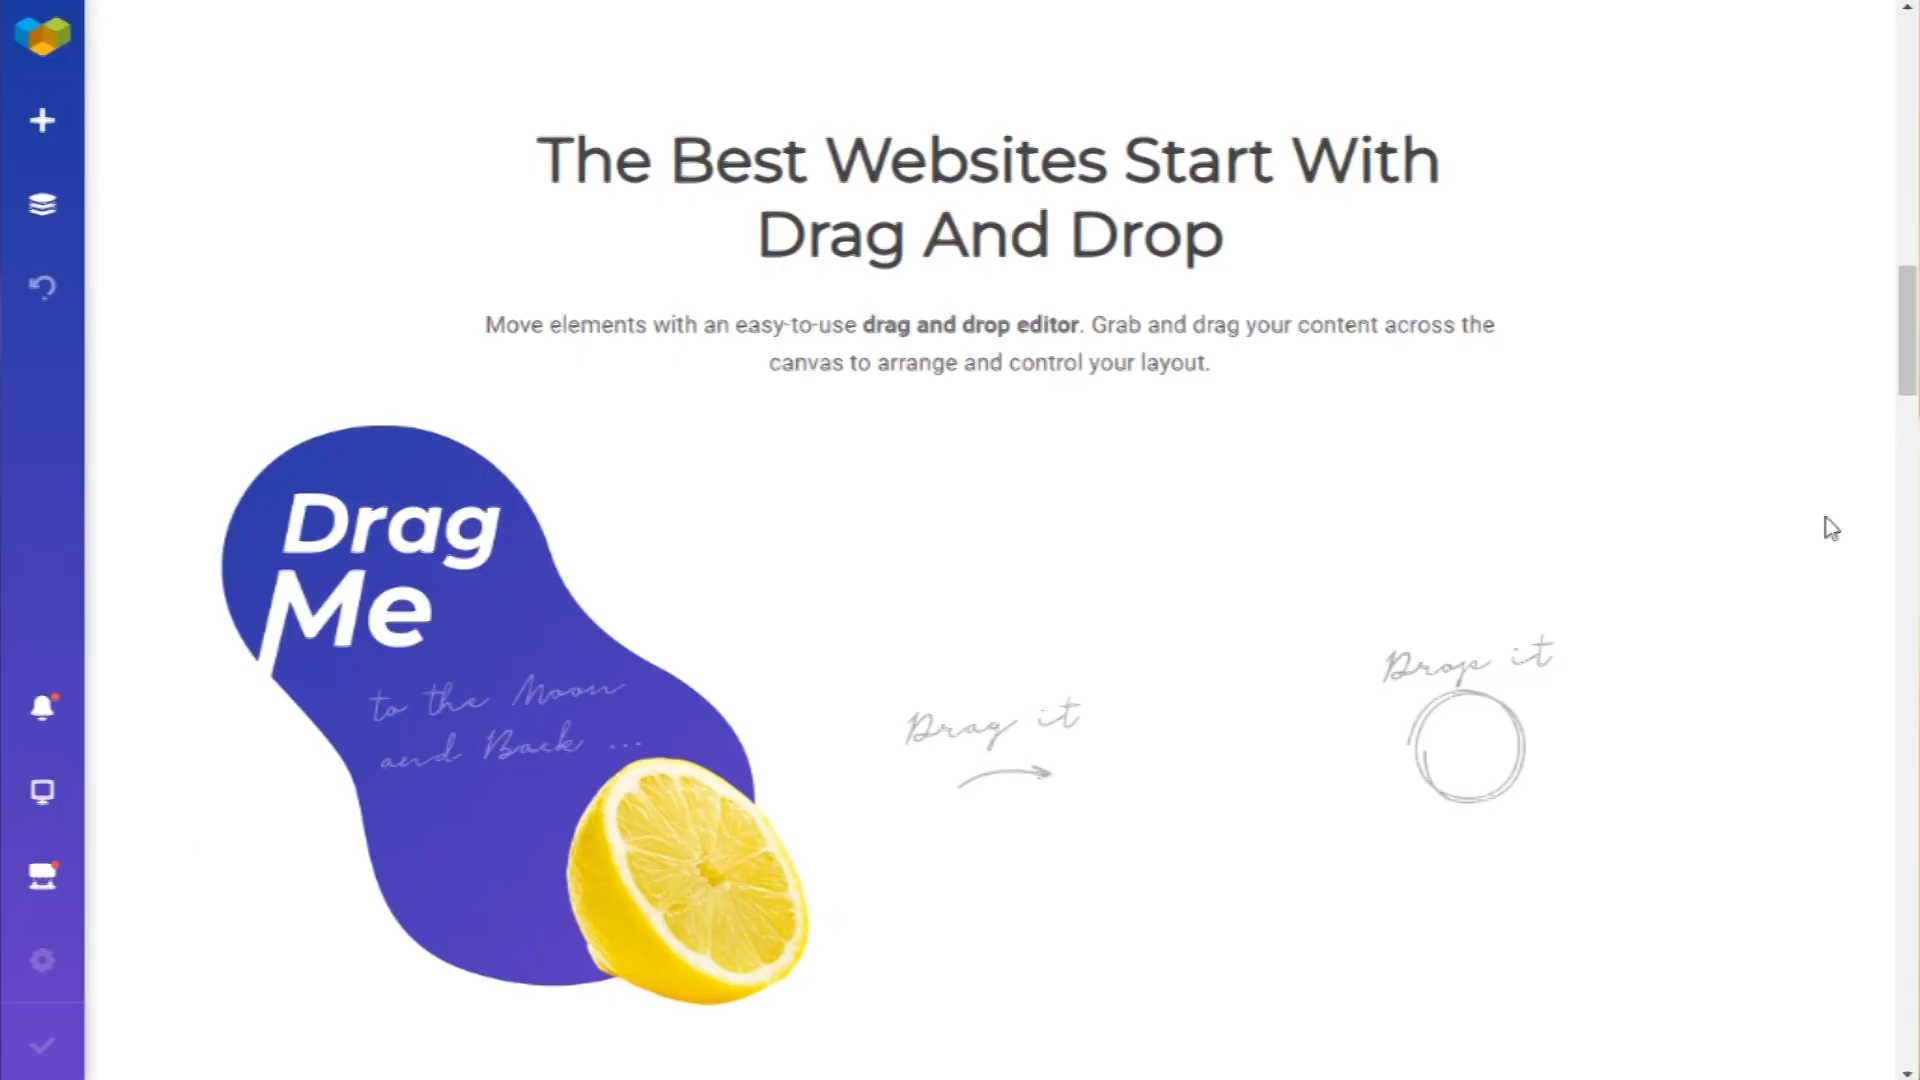 The Best Websites Start With
Drag And Drop
Move elements with an easy-to-use drag and drop editor. Grab and drag your content across the
canvas to arrange and control your layout.
Drag
Me
to the Moon
and Back ...
Drag it
Drop it